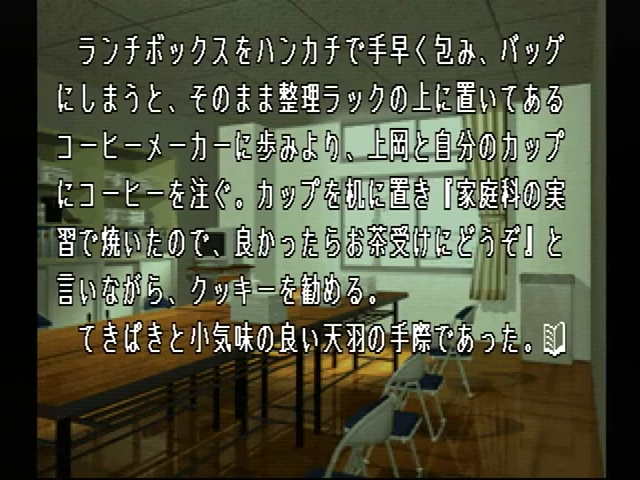 ランチボックスをハンカチで手早く包み、バッグ
にしまうと、そのまま整理ラックの上に置いてある
コーヒーメーカーに歩みより、上岡と自分のカップ
にコーヒーを注ぐ。カップを机に置き『家庭科の実
習で焼いたので、良かったらお茶受けにどうぞ』と
言いながら、クッキーを勧める。
てきぱきと小気味の良い天羽の手際であった。